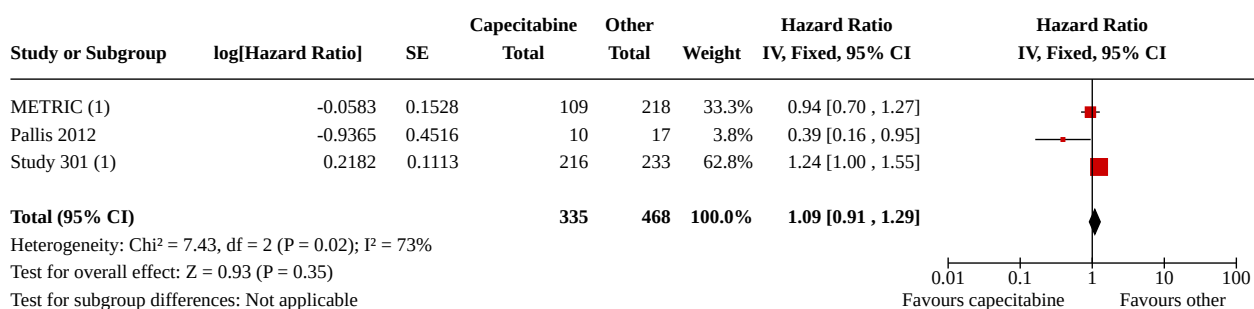 Capecitabine Other Hazard Ratio Hazard Ratio
Study or Subgroup log[Hazard Ratio] SE Total Total Weight IV, Fixed, 95% CI IV, Fixed, 95% CI
METRIC (1) -0.0583 0.1528 109 218 33.3% 0.94 [0.70 , 1.27]
Pallis 2012 -0.9365 0.4516 10 17 3.8% 0.39 [0.16 , 0.95]
Study 301 (1) 0.2182 0.1113 216 233 62.8% 1.24 [1.00 , 1.55]
Total (95% CI) 335 468 100.0% 1.09 [0.91 , 1.29]
Heterogeneity: Chi² = 7.43, df = 2 (P = 0.02); I² = 73%
Test for overall effect: Z = 0.93 (P = 0.35)
0.01 0.1 1 10 100
Test for subgroup differences: Not applicable
Favours capecitabine Favours other